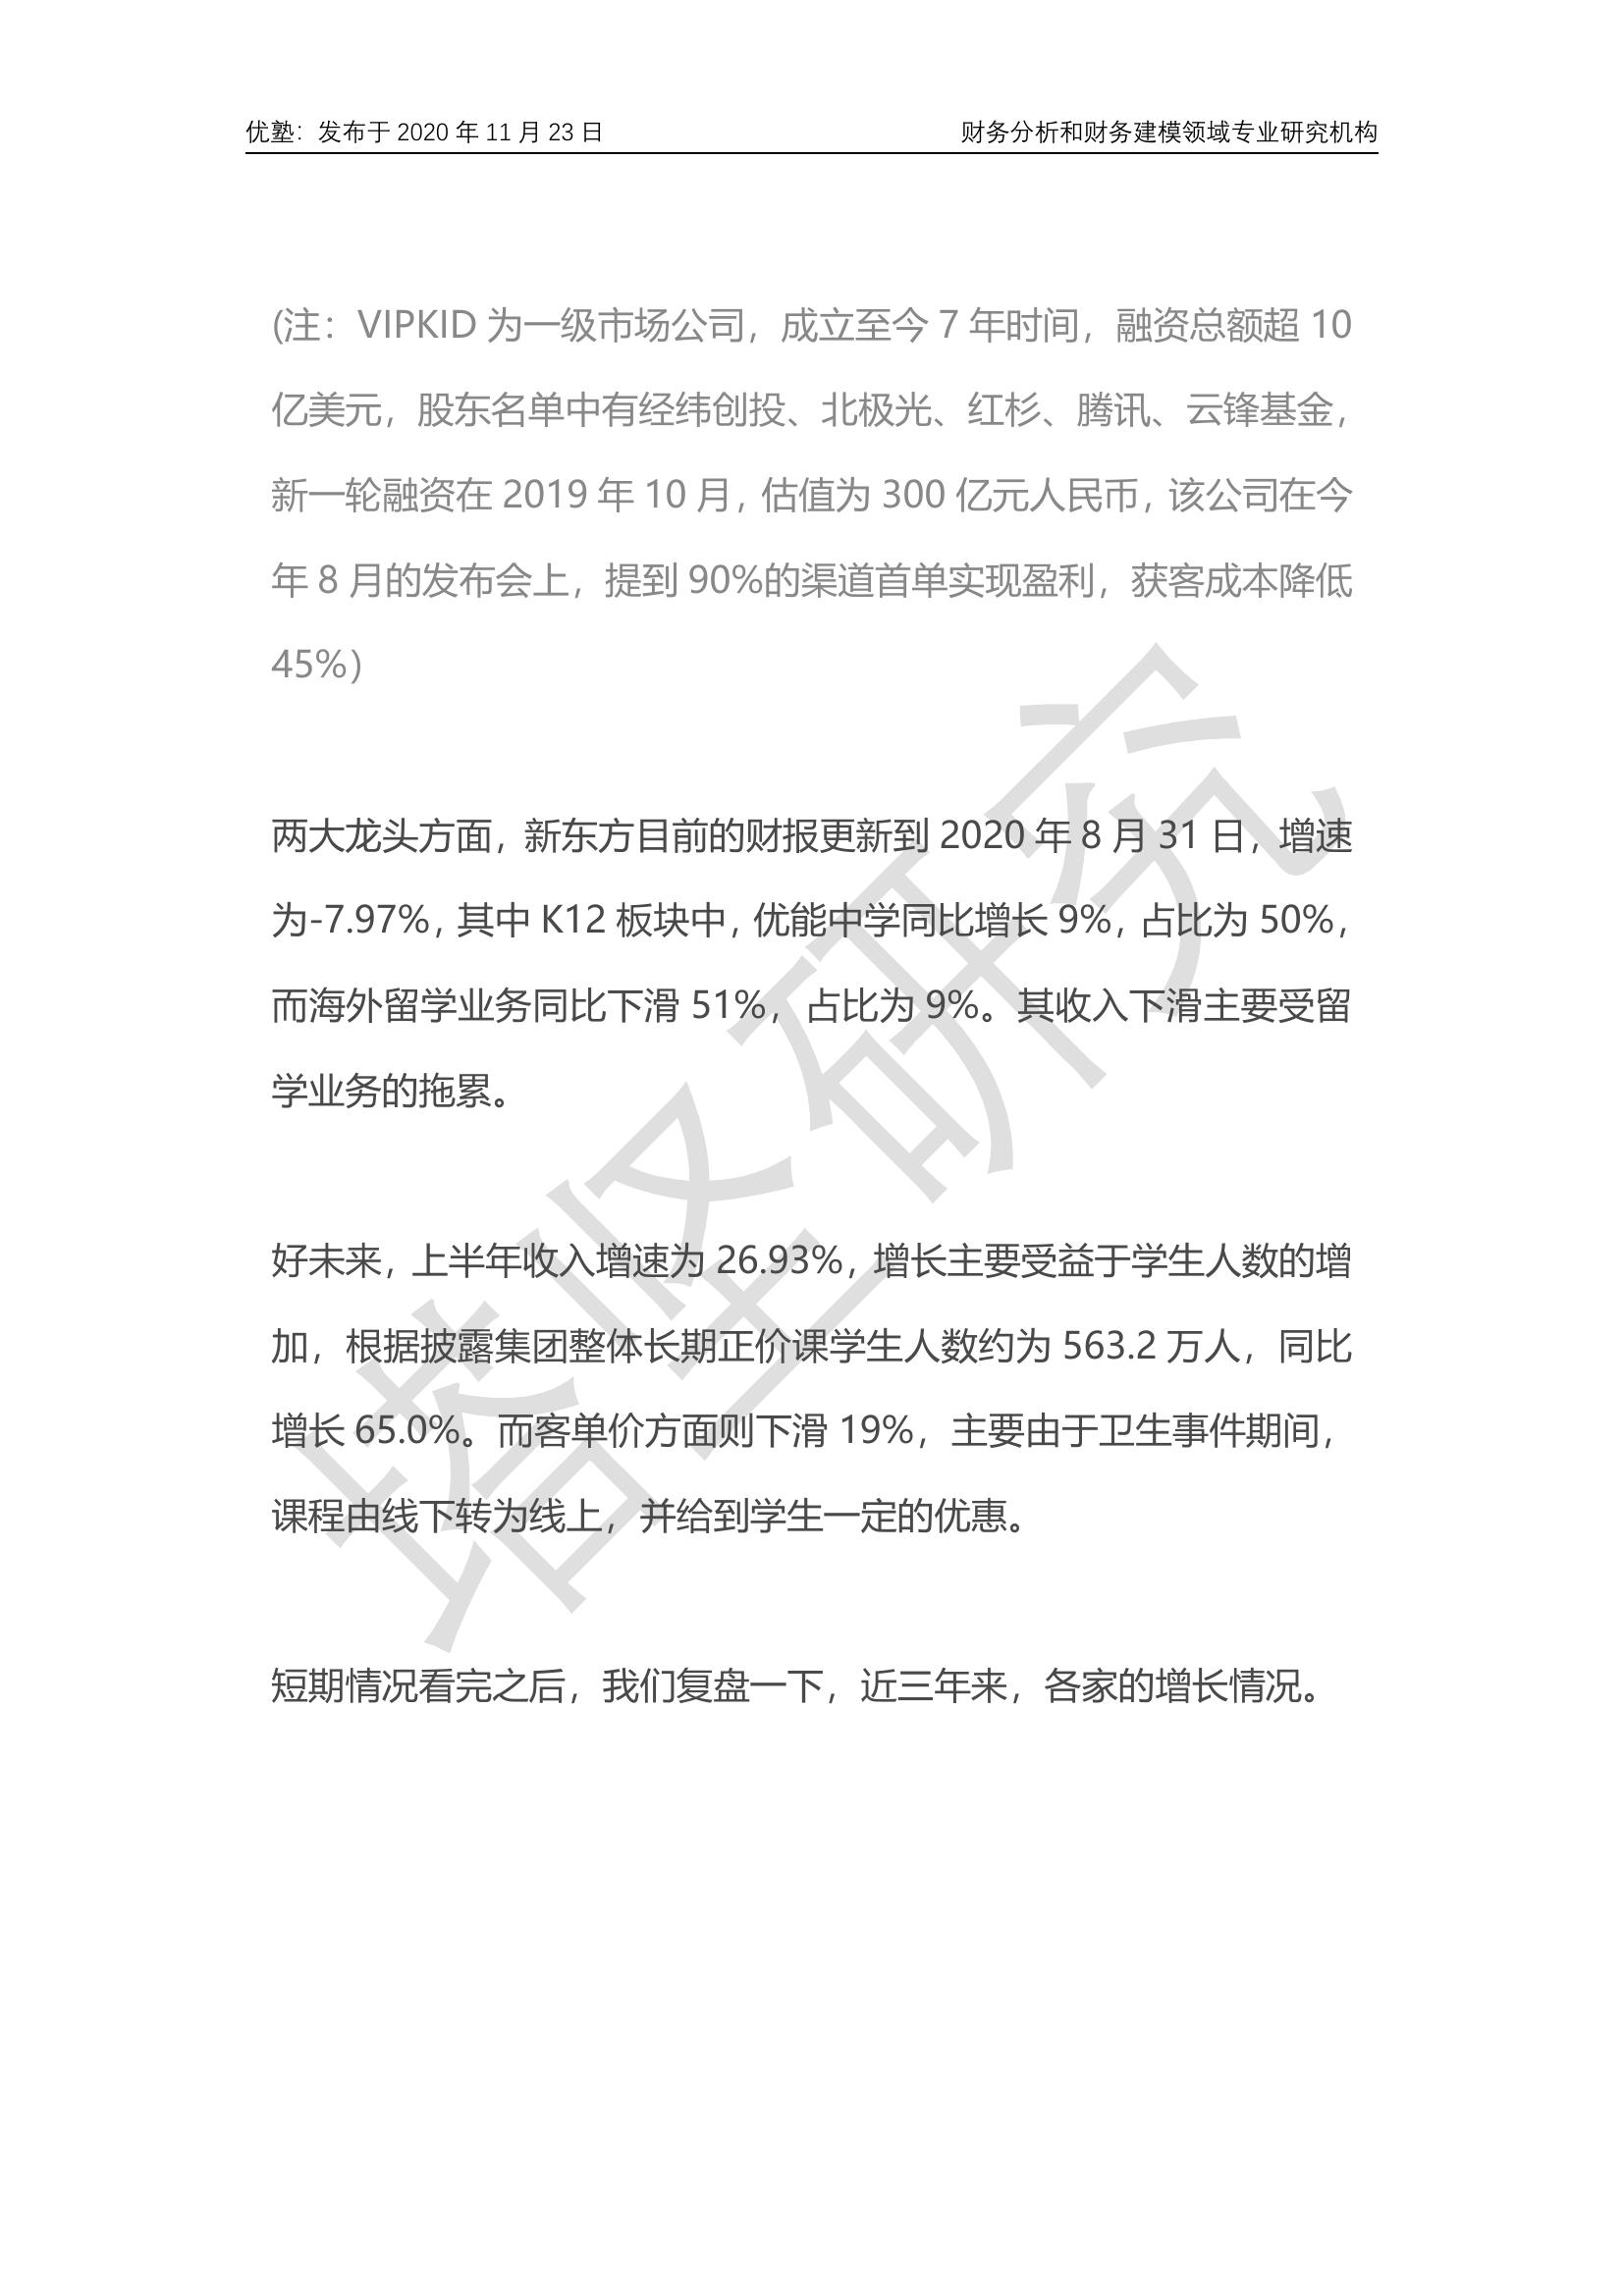 优塾：发布于 2020 年 11 月 23 日
财务分析和财务建模领域专业研究机构
(注：VIPKID 为一级市场公司，成立至今 7 年时间，融资总额超 10
亿美元，股东名单中有经纬创投、北极光、红杉、腾讯、云锋基金，
新一轮融资在 2019 年 10 月，估值为 300 亿元人民币，该公司在今
年 8 月的发布会上，提到 90%的渠道首单实现盈利，获客成本降低
45%）
两大龙头方面，新东方目前的财报更新到 2020 年 8 月 31 日，增速
为-7.97%，其中 K12 板块中，优能中学同比增长 9%，占比为 50%，
而海外留学业务同比下滑 51%，占比为 9%。其收入下滑主要受留
学业务的拖累。
好未来，上半年收入增速为 26.93%，增长主要受益于学生人数的增
加，根据披露集团整体长期正价课学生人数约为 563.2 万人，同比
增长 65.0%。而客单价方面则下滑 19%，主要由于卫生事件期间，
课程由线下转为线上，并给到学生一定的优惠。
短期情况看完之后，我们复盘一下，近三年来，各家的增长情况。
塔坚研究